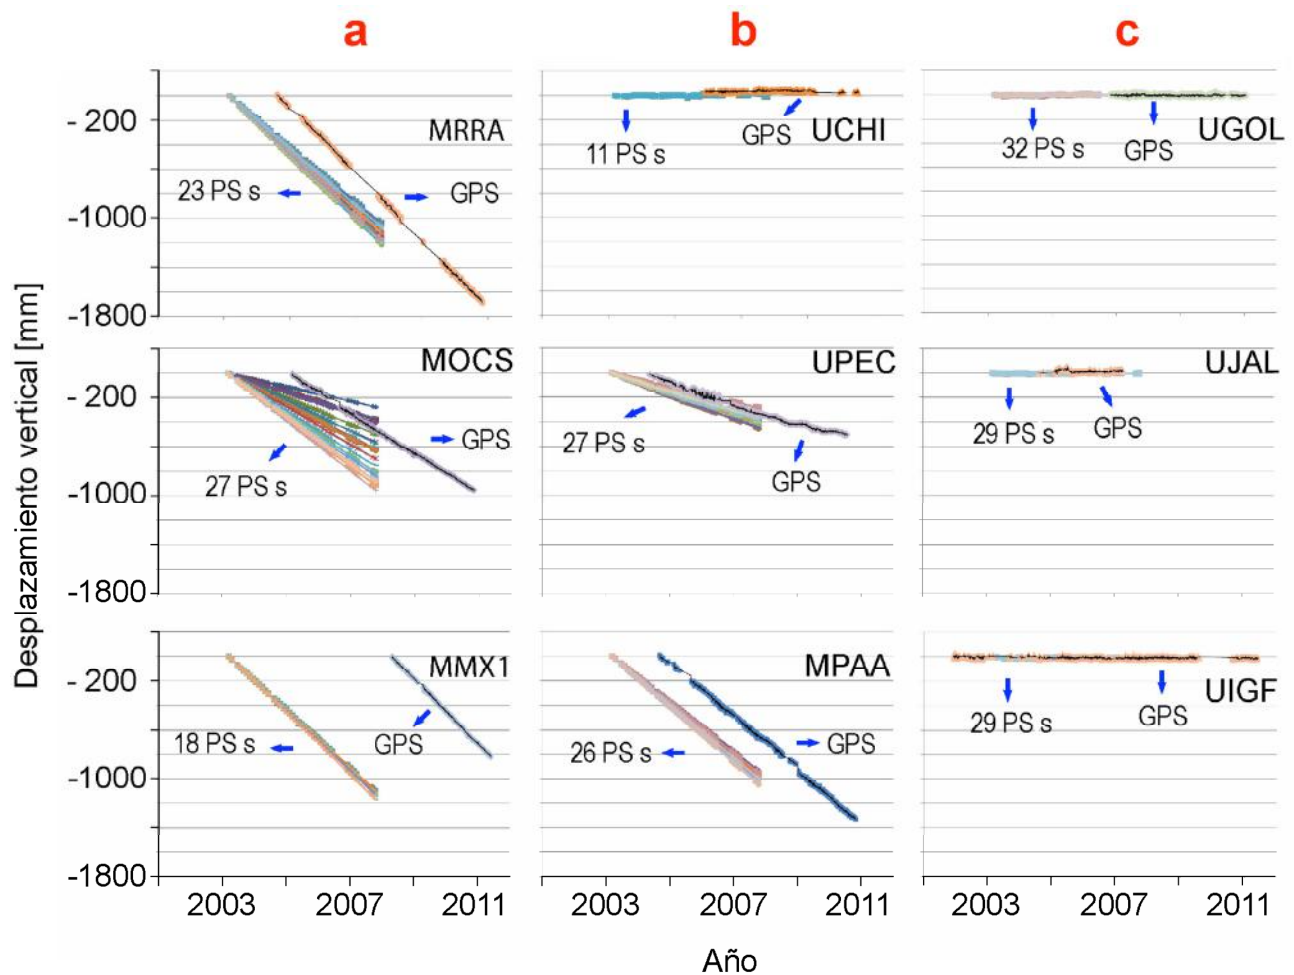 a
b
c
Desplazamiento vertical [mm]
- 200
-1000
-1800
MRRA
23 PS s
GPS
UCHI
11 PS s
GPS
UGOL
32 PS s
GPS
- 200
-1000
-1800
MOCS
27 PS s
GPS
UPEC
27 PS s
GPS
UJAL
29 PS s
GPS
- 200
-1000
-1800
MMX1
18 PS s
GPS
MPAA
26 PS s
GPS
UIGF
29 PS s
GPS
2003 2007 2011
2003 2007 2011
2003 2007 2011
Año